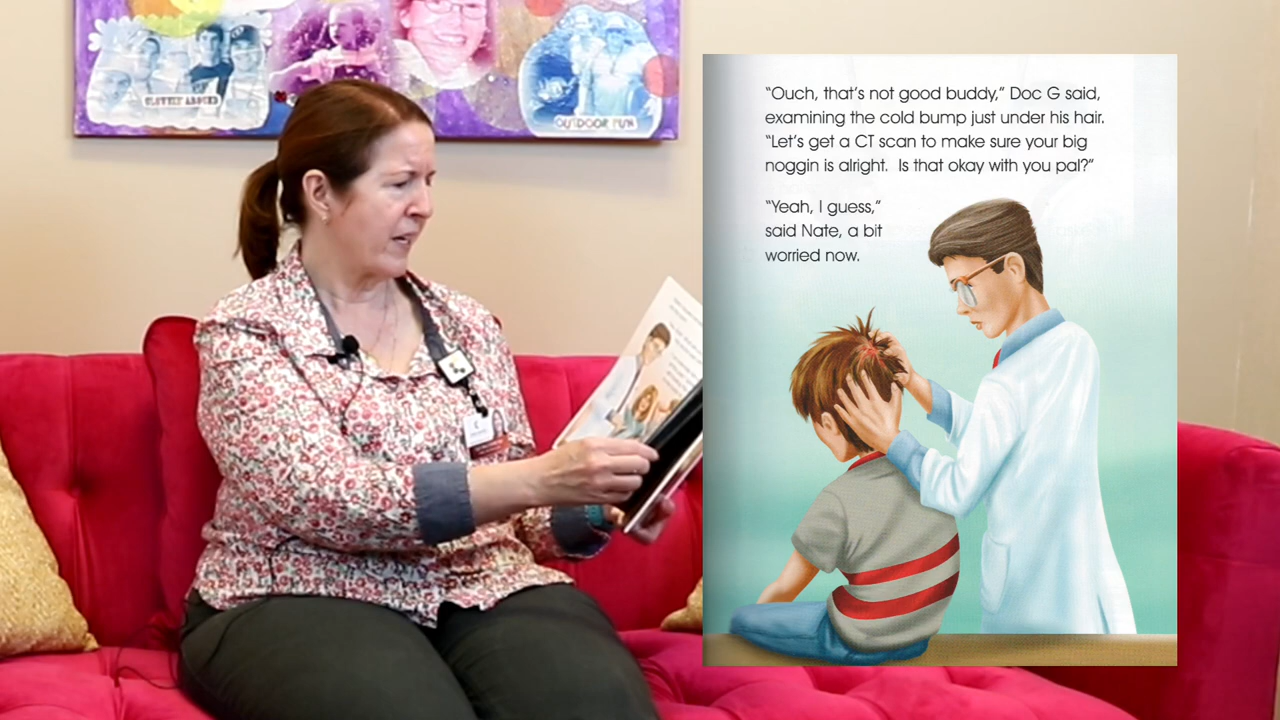 OUTDOOR FUN
“Ouch, that’s not good buddy,” Doc G said,
examining the cold bump just under his hair.
“Let’s get a CT scan to make sure your big
noggin is alright.  Is that okay with you pal?”
“Yeah, I guess,”
said Nate, a bit
worried now.